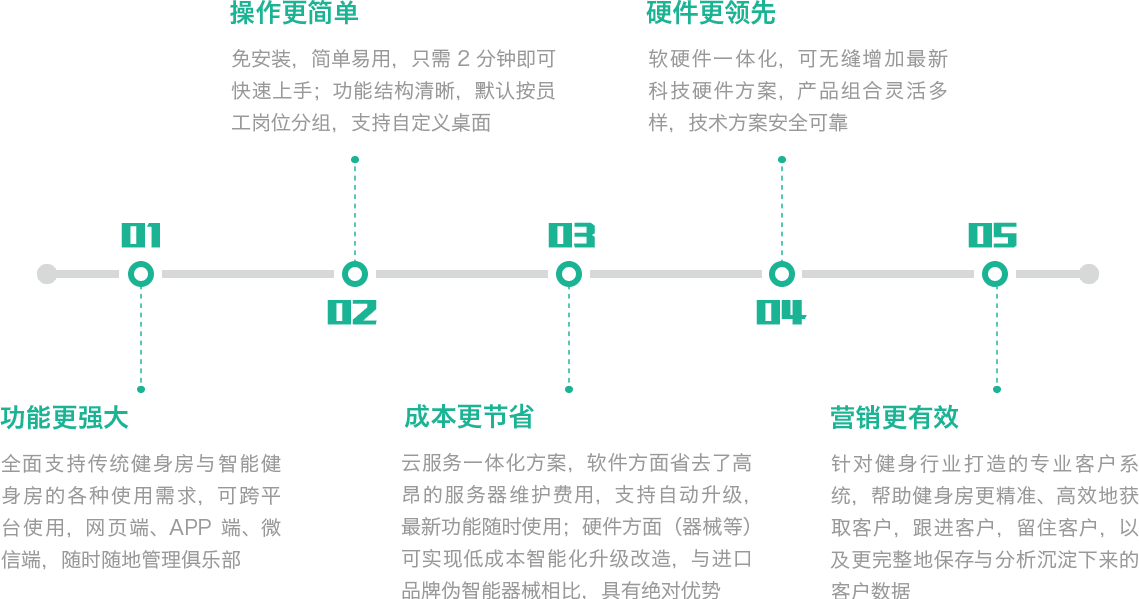 操作更简单
免安装，简单易用，只需 2 分钟即可
快速上手；功能结构清晰，默认按员
工岗位分组，支持自定义桌面
硬件更领先
软硬件一体化，可无缝增加最新
科技硬件方案，产品组合灵活多
样，技术方案安全可靠
01
02
03
04
05
功能更强大
全面支持传统健身房与智能健
身房的各种使用需求，可跨平
台使用，网页端、APP 端、微
信端，随时随地管理俱乐部
成本更节省
云服务一体化方案，软件方面省去了高
昂的服务器维护费用，支持自动升级，
最新功能随时使用；硬件方面（器械等）
可实现低成本智能化升级改造，与进口
品牌伪智能器械相比，具有绝对优势
营销更有效
针对健身行业打造的专业客户系
统，帮助健身房更精准、高效地获
取客户，跟进客户，留住客户，以
及更完整地保存与分析沉淀下来的
客户数据